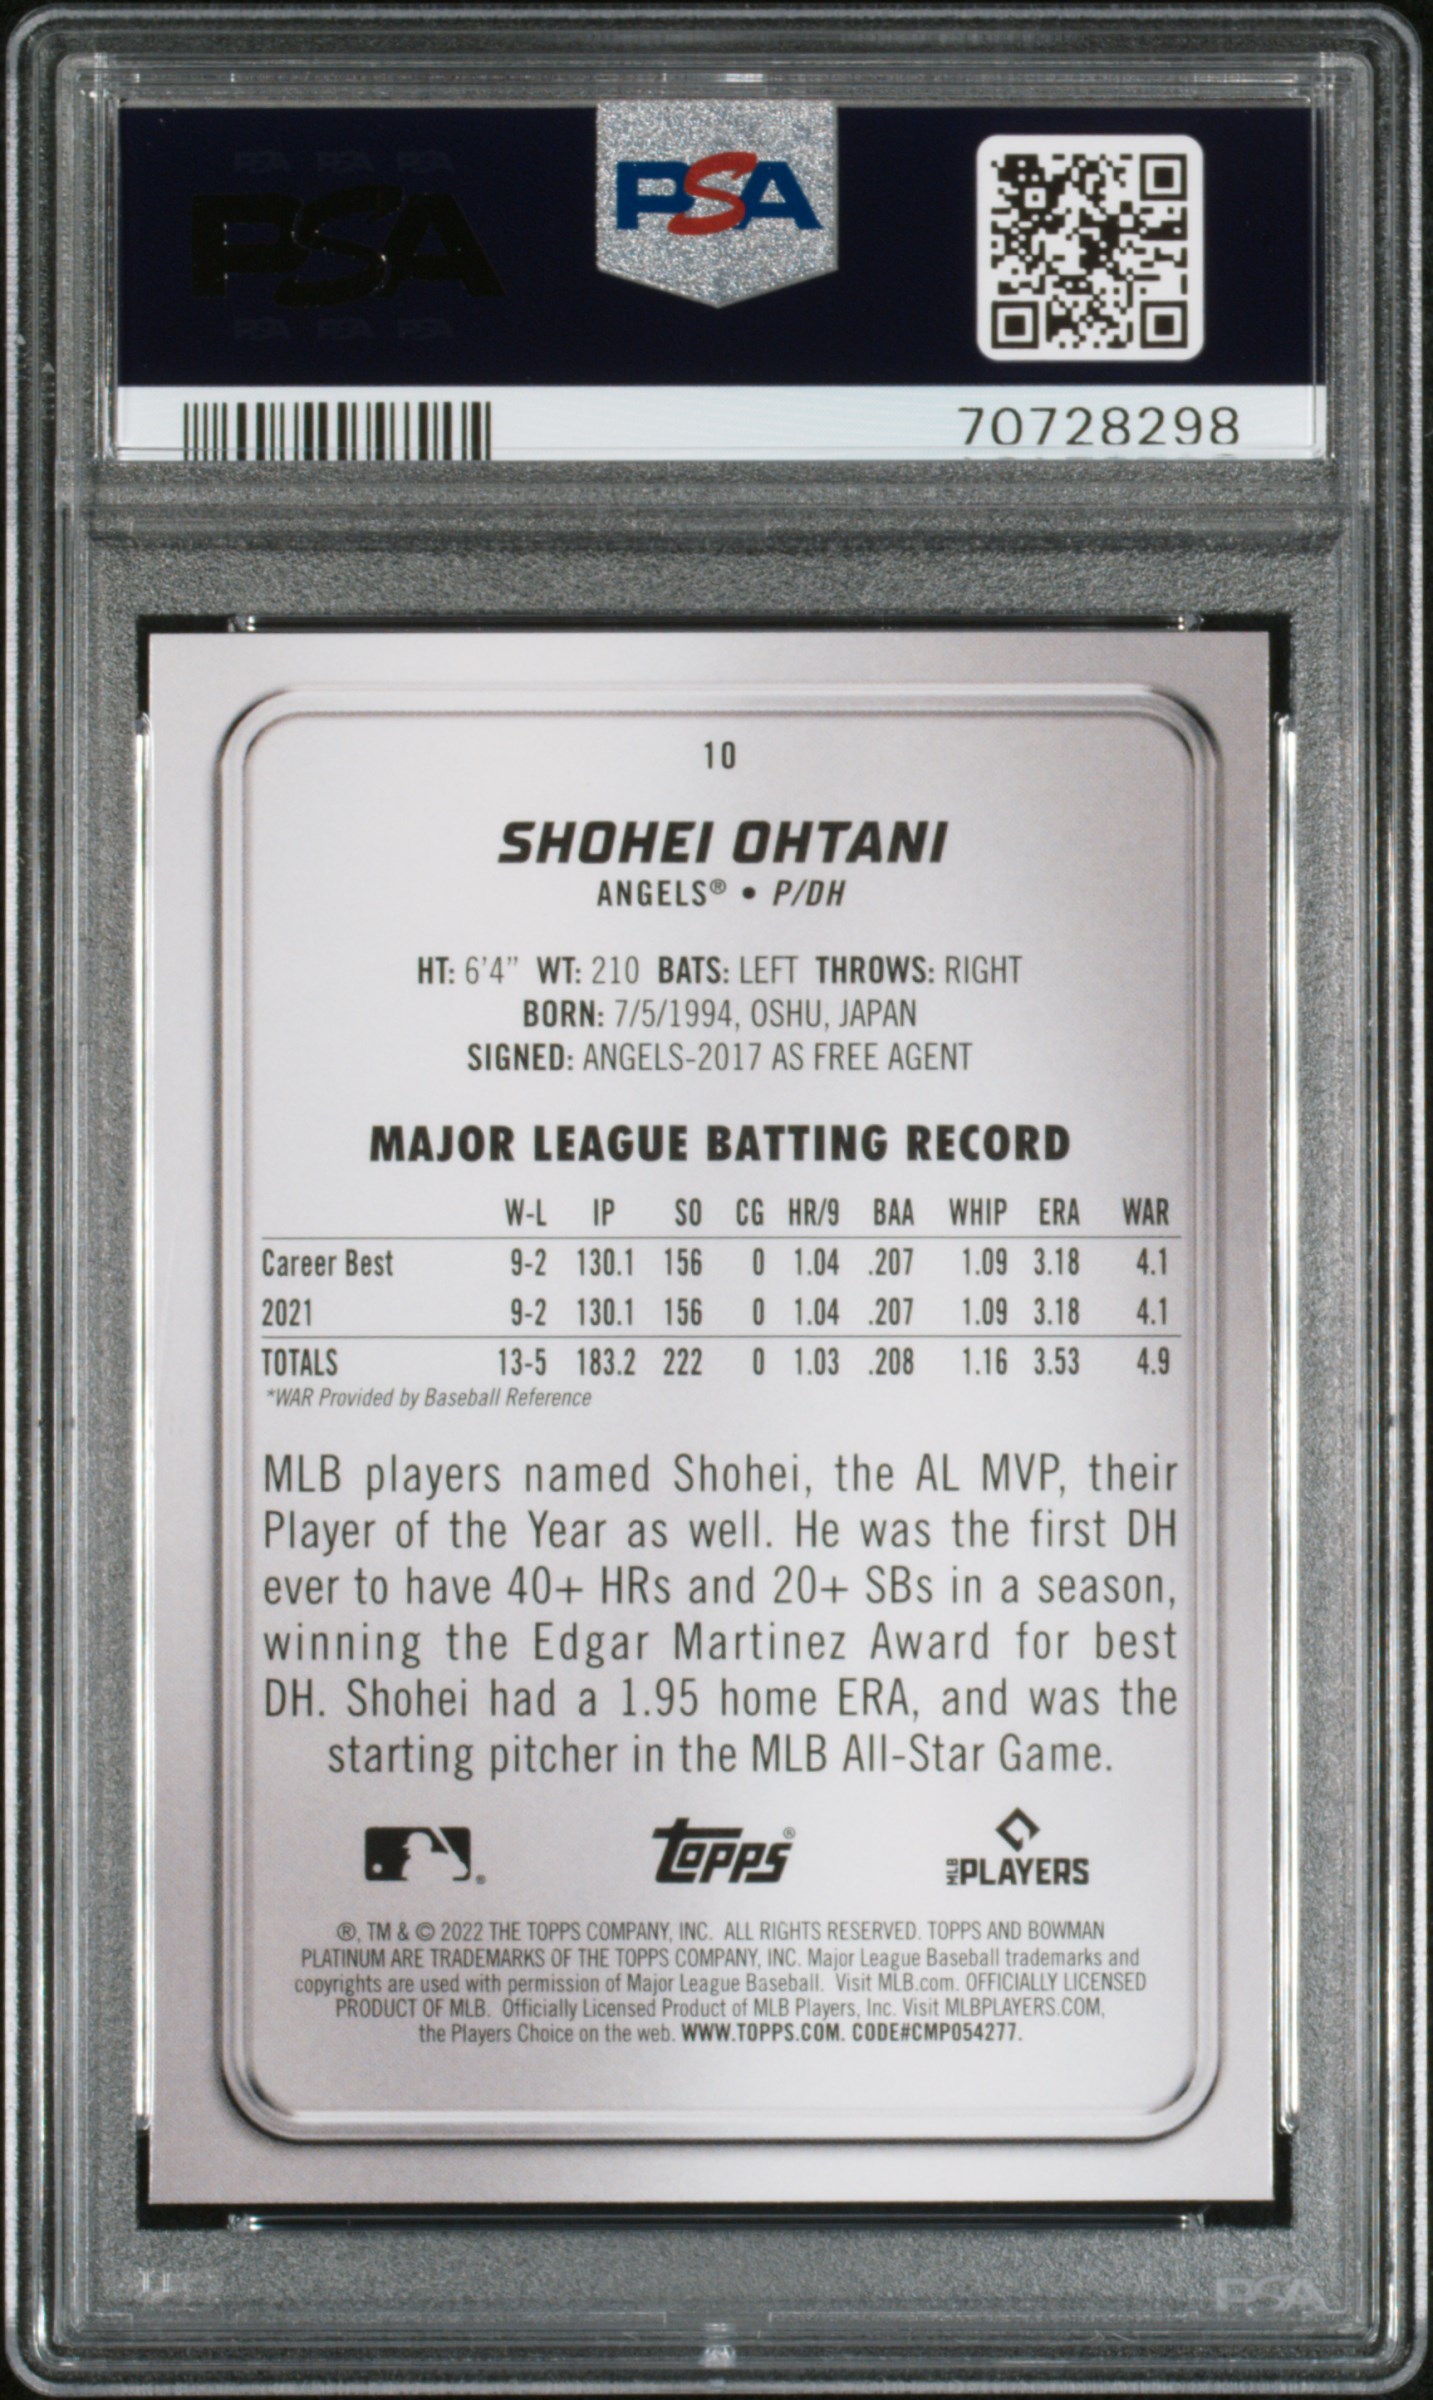 PSA PSA PSA
PSA
PSA PSA PSA
PSA
70728298
10
SHOHEI OHTANI
ANGELS® • P/DH
HT: 6'4" WT: 210 BATS: LEFT THROWS: RIGHT
BORN: 7/5/1994, OSHU, JAPAN
SIGNED: ANGELS-2017 AS FREE AGENT
MAJOR LEAGUE BATTING RECORD
W-L IP SO CG HR/9 BAA WHIP ERA WAR
Career Best 9-2 130.1 156 0 1.04 .207 1.09 3.18 4.1
2021 9-2 130.1 156 0 1.04 .207 1.09 3.18 4.1
TOTALS 13-5 183.2 222 0 1.03 .208 1.16 3.53 4.9
*WAR Provided by Baseball Reference
MLB players named Shohei, the AL MVP, their
Player of the Year as well. He was the first DH
ever to have 40+ HRs and 20+ SBs in a season,
winning the Edgar Martinez Award for best
DH. Shohei had a 1.95 home ERA, and was the
starting pitcher in the MLB All-Star Game.
® topps® MLB PLAYERS
®, TM & © 2022 THE TOPPS COMPANY, INC. ALL RIGHTS RESERVED. TOPPS AND BOWMAN
PLATINUM ARE TRADEMARKS OF THE TOPPS COMPANY, INC. Major League Baseball trademarks and
copyrights are used with permission of Major League Baseball. Visit MLB.com. OFFICIALLY LICENSED
PRODUCT OF MLB. Officially Licensed Product of MLB Players, Inc. Visit MLBPLAYERS.COM,
the Players Choice on the web. WWW.TOPPS.COM. CODE#CMP054277.
PSA